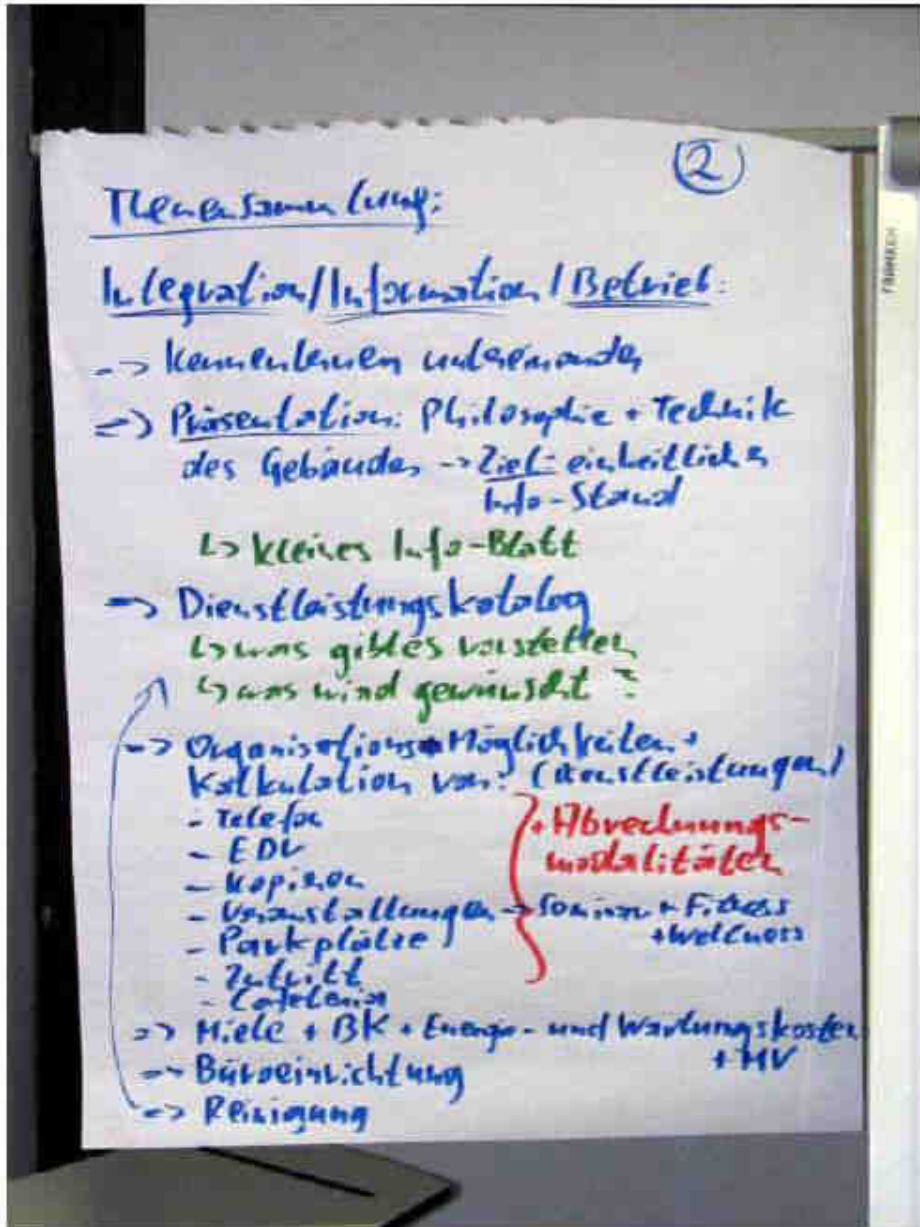 ②
Themensammlung:
Integration/Information/Betrieb:
-> Kennenlernen untereinander
=> Präsentation: Philosophie + Technik
des Gebäudes -> Ziel: einheitlicher
Info-Stand
↳ kleines Info-Blatt
=> Dienstleistungskatalog
↳ was gibt es vorstellen
↳ was wird gewünscht?
-> Organisations-Möglichkeiten +
Kalkulation von: (Dienstleistungen)
- Telefon
- EDV
- Kopieren
- Veranstaltungen -> Seminar + Fitness
+ Wellness
- Parkplätze
- Zutritt
- Cafeteria
+ Abrechnungs-
modalitäten
=> Miete + BK + Energie- und Wartungskosten
+ MV
-> Büroeinrichtung
-> Reinigung
FRANKEN